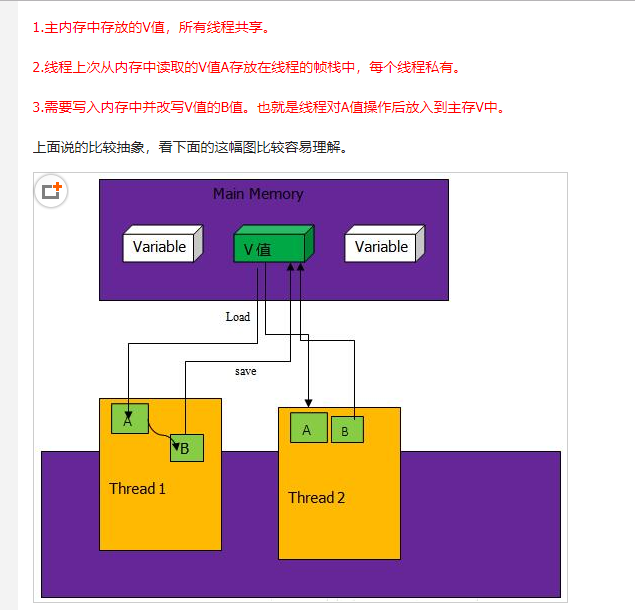 1.主内存中存放的V值，所有线程共享。
2.线程上次从内存中读取的V值A存放在线程的帧栈中，每个线程私有。
3.需要写入内存中并改写V值的B值。也就是线程对A值操作后放入到主存V中。
上面说的比较抽象，看下面的这幅图比较容易理解。
Main Memory
Variable
V值
Variable
Load
save
A
B
Thread 1
A
B
Thread 2